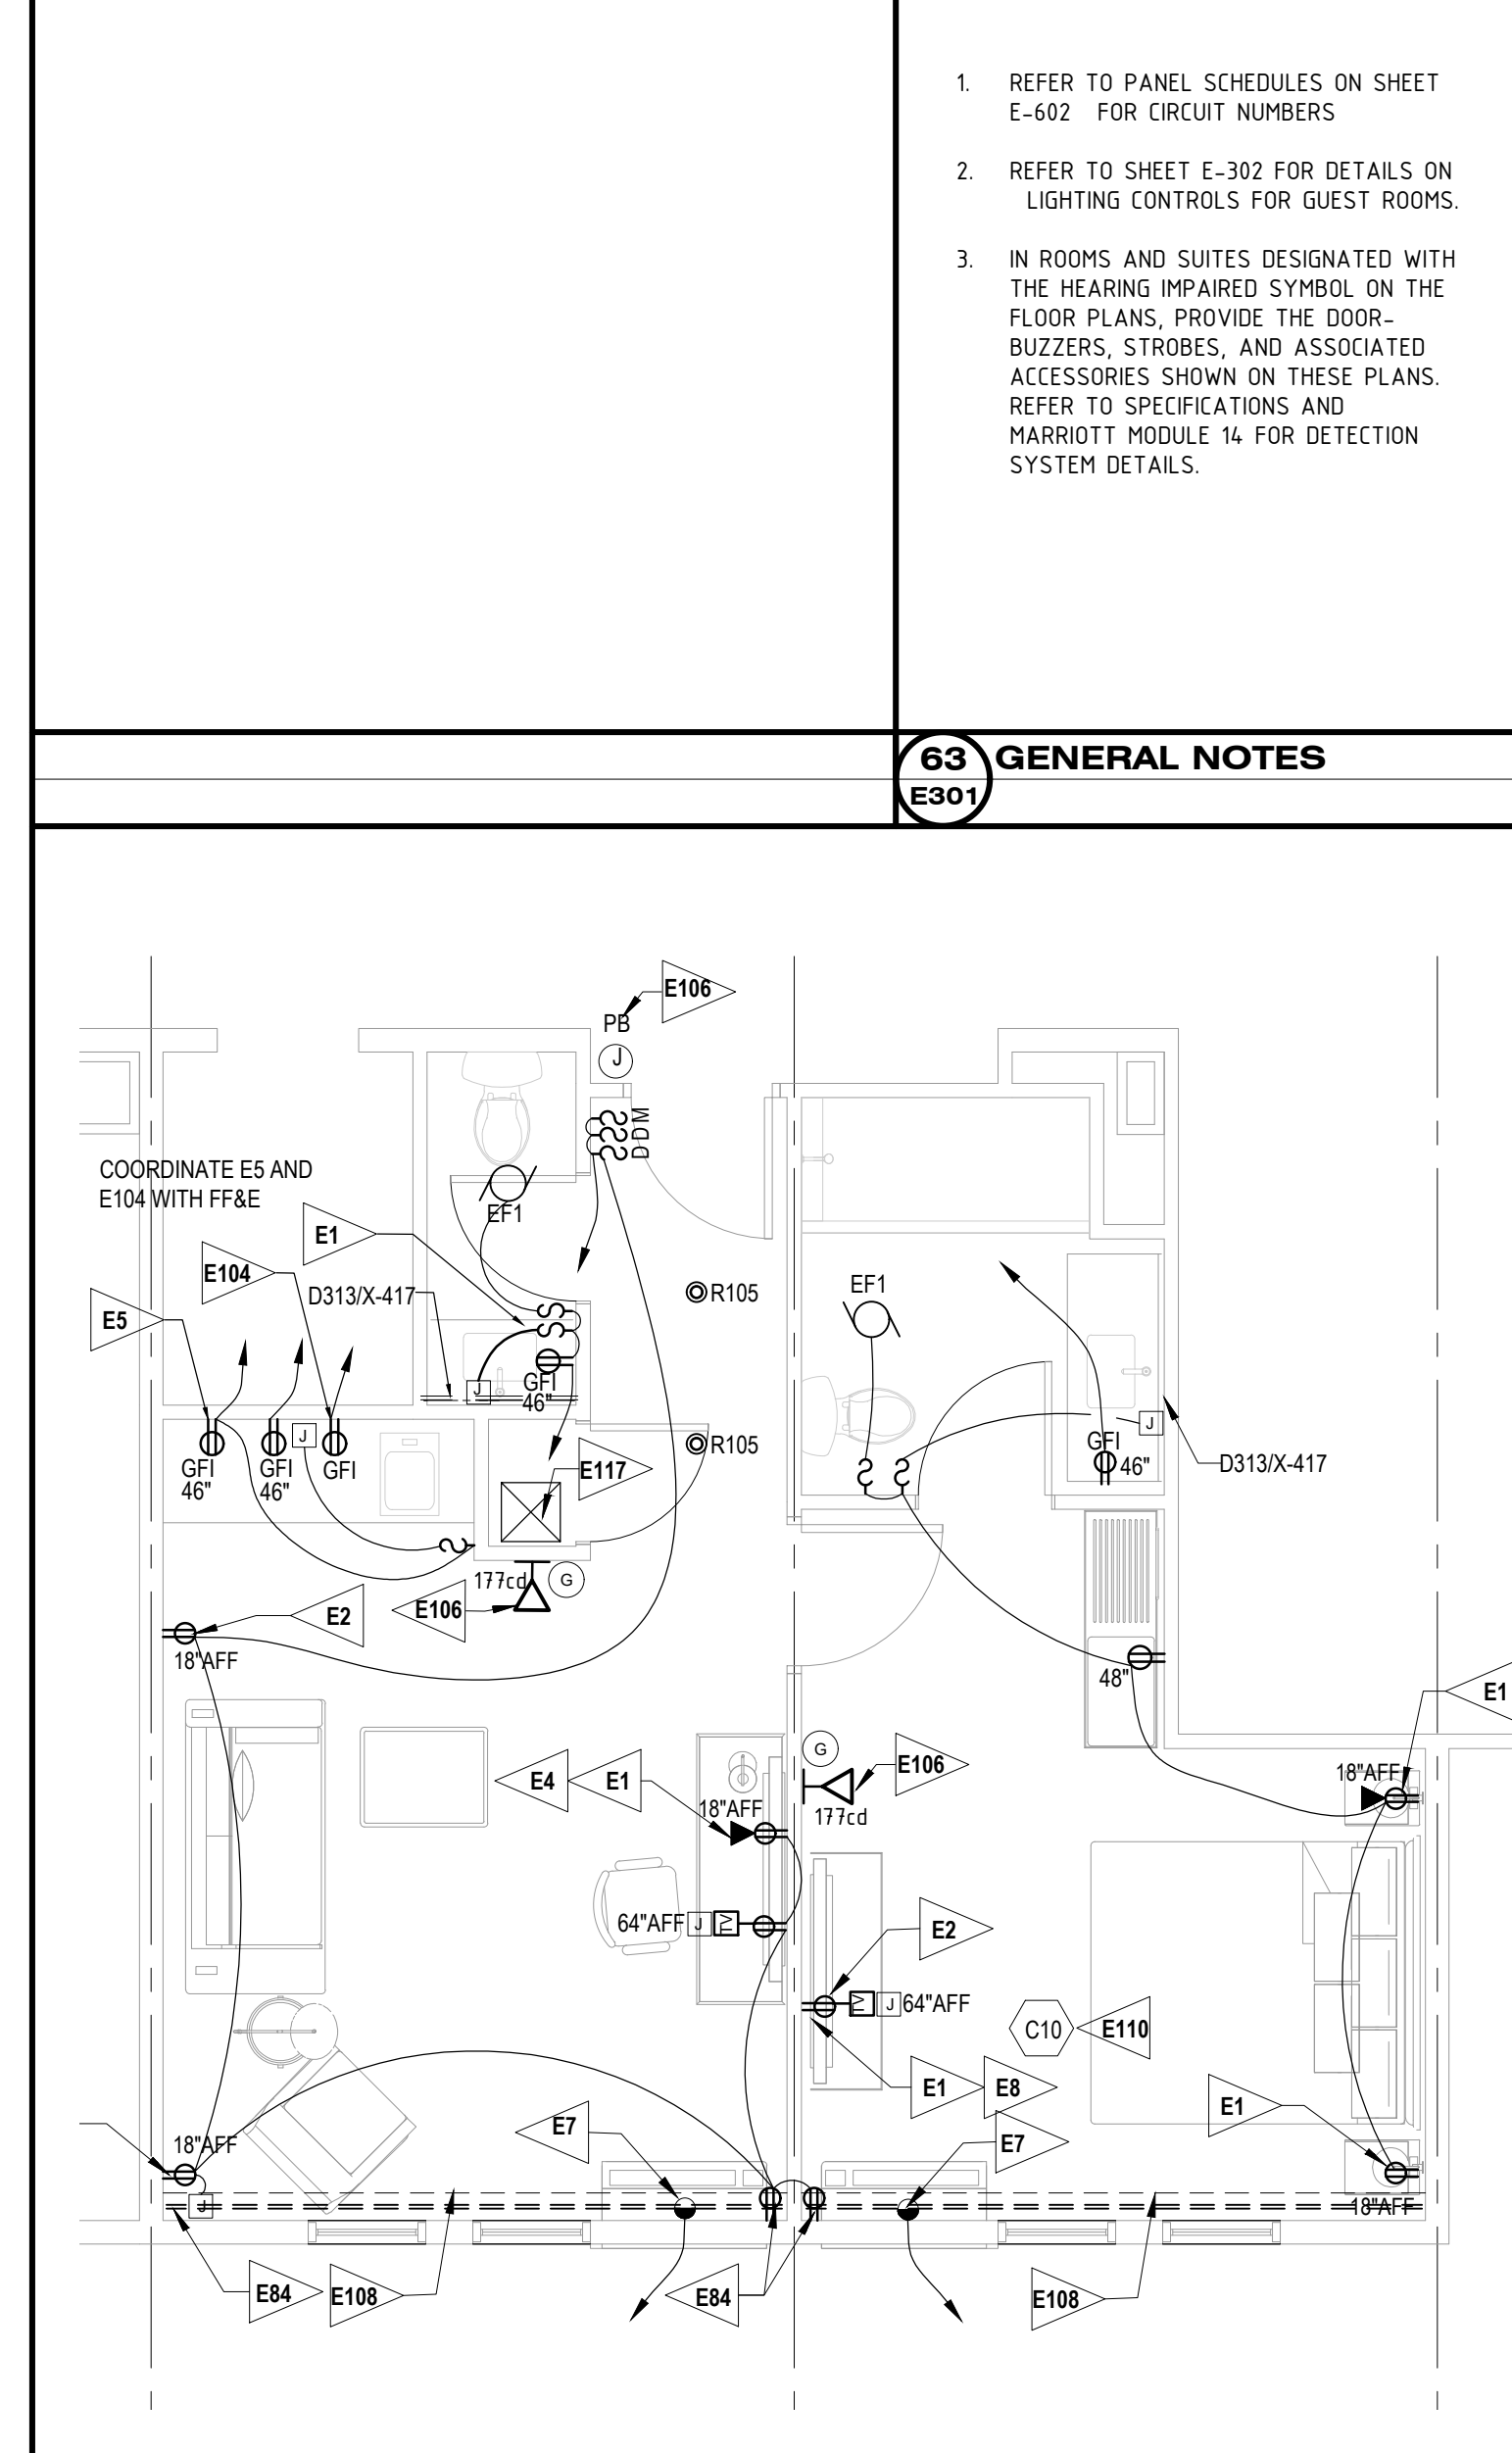 1. REFER TO PANEL SCHEDULES ON SHEET
E-602 FOR CIRCUIT NUMBERS
2. REFER TO SHEET E-302 FOR DETAILS ON
LIGHTING CONTROLS FOR GUEST ROOMS.
3. IN ROOMS AND SUITES DESIGNATED WITH
THE HEARING IMPAIRED SYMBOL ON THE
FLOOR PLANS, PROVIDE THE DOOR-
BUZZERS, STROBES, AND ASSOCIATED
ACCESSORIES SHOWN ON THESE PLANS.
REFER TO SPECIFICATIONS AND
MARRIOTT MODULE 14 FOR DETECTION
SYSTEM DETAILS.
63 GENERAL NOTES
E301
E106
PB
J
DDM
COORDINATE E5 AND
E104 WITH FF&E
EF1
E1
E104
D313/X-417
E5
R105
EF1
J
GFI
46"
J
GFI
46"
D313/X-417
R105
J
GFI
46"
GFI
46"
GFI
E117
177cd
G
E106
E2
18"AFF
48"
E1
G
E106
177cd
E4
E1
18"AFF
18"AFF
64"AFF
J
TV
E2
TV
J
64"AFF
C10
E110
E1
E8
E1
E7
E7
18"AFF
J
18"AFF
E84
E108
E84
E108